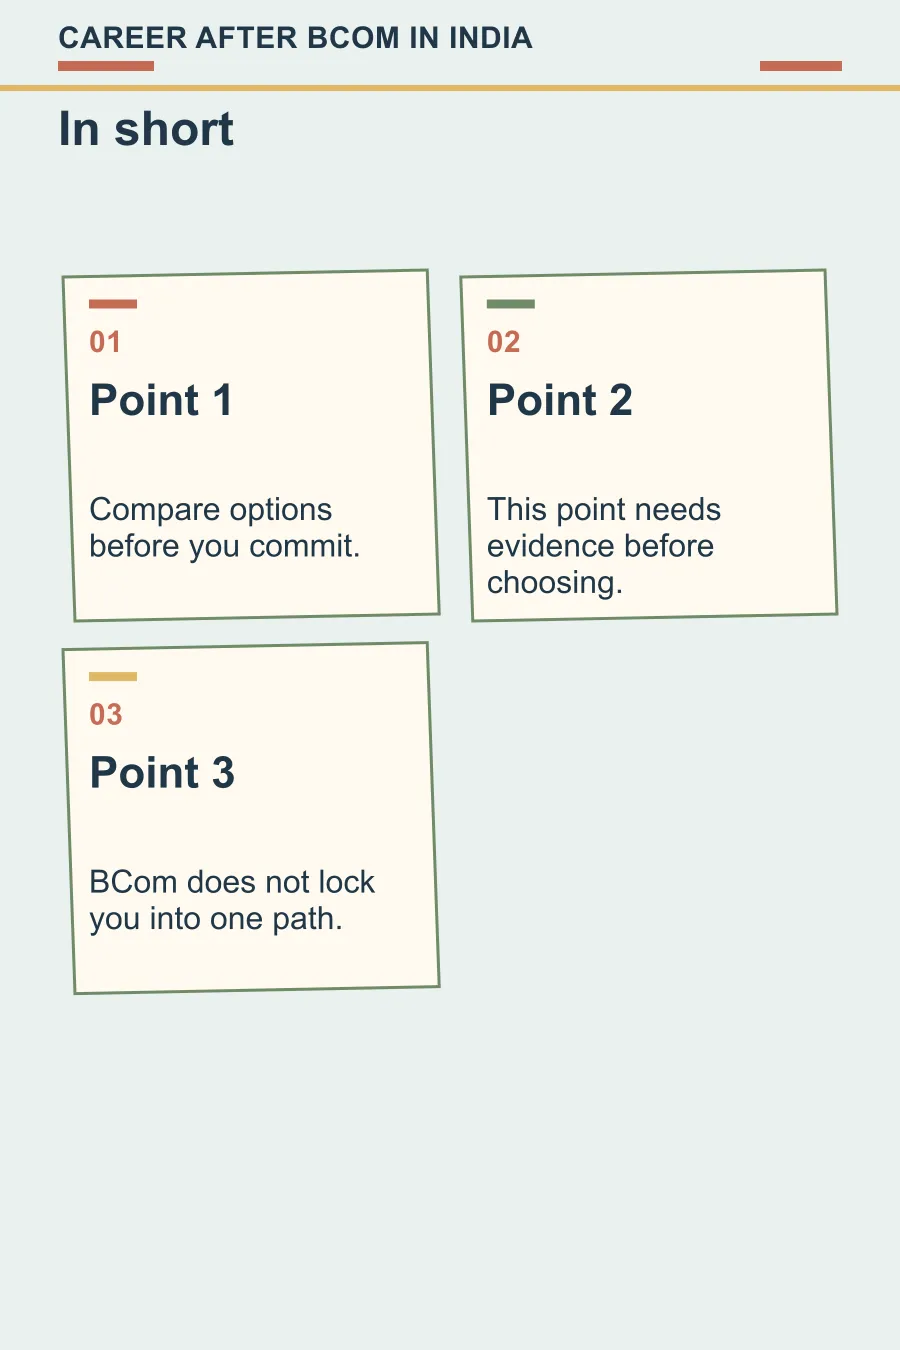 CAREER AFTER BCOM IN INDIA
In short
01
Point 1
Compare options
before you commit.
02
Point 2
This point needs
evidence before
choosing.
03
Point 3
BCom does not lock
you into one path.